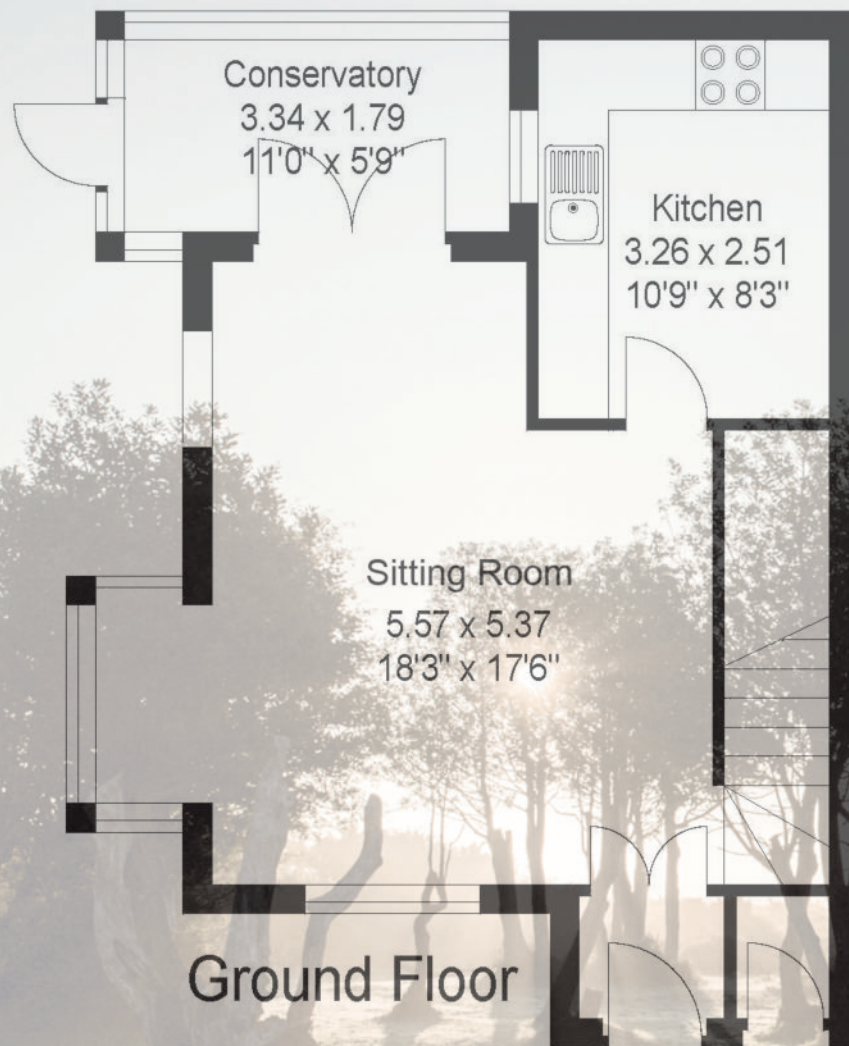 Conservatory
3.34 x 1.79
11'0" x 5'9"
Kitchen
3.26 x 2.51
10'9" x 8'3"
Sitting Room
5.57 x 5.37
18'3" x 17'6"
Ground Floor